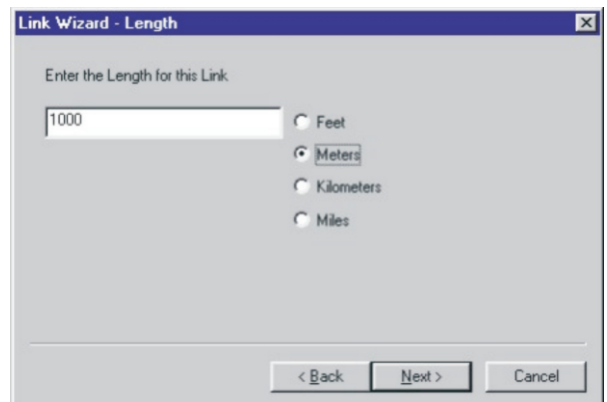 Link Wizard - Length
Enter the Length for this Link
1000
Feet
Meters
Kilometers
Miles
< Back
Next >
Cancel